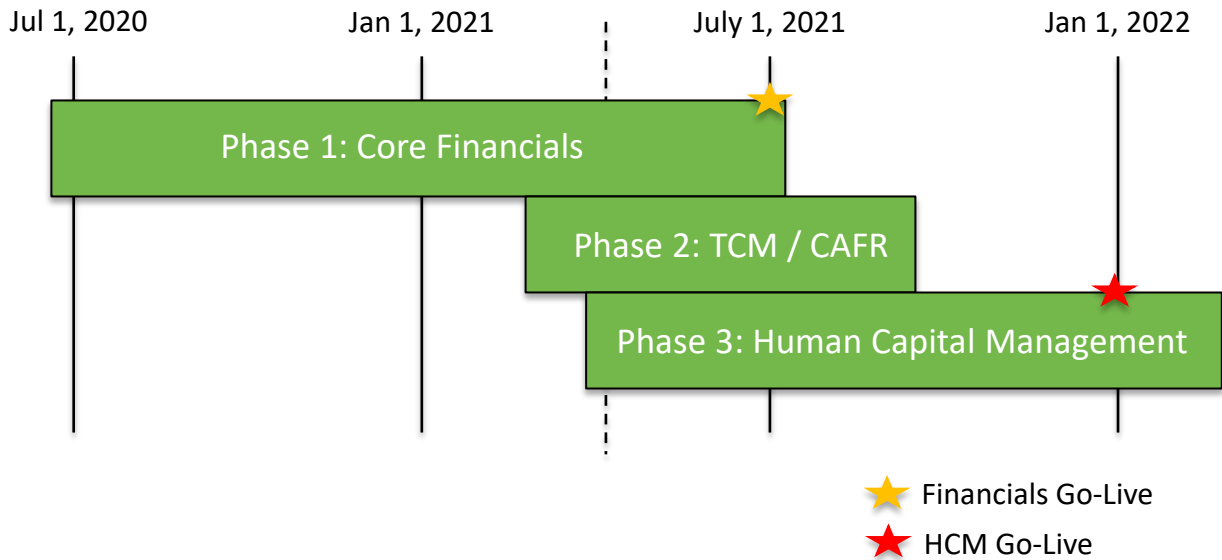 Jul 1, 2020
Jan 1, 2021
July 1, 2021
Jan 1, 2022
Phase 1: Core Financials
Phase 2: TCM / CAFR
Phase 3: Human Capital Management
Financials Go-Live
HCM Go-Live